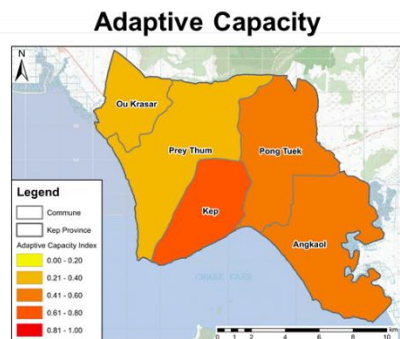 Adaptive Capacity
N
Ou Krasar
Prey Thum
Pong Tuek
Kep
Angkaol
Legend
Commune
Kep Province
Adaptive Capacity Index
0.00 - 0.20
0.21 - 0.40
0.41 - 0.60
0.61 - 0.80
0.81 - 1.00
km
0 1 2 4 6 8 10